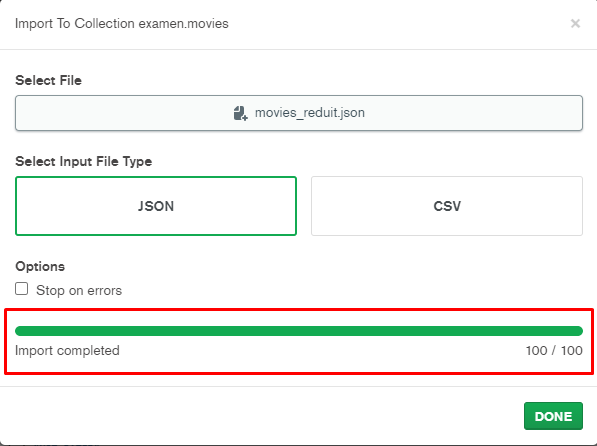 Import To Collection examen.movies
×
Select File
movies_reduit.json
Select Input File Type
JSON CSV
Options
Stop on errors
Import completed 100 / 100
DONE